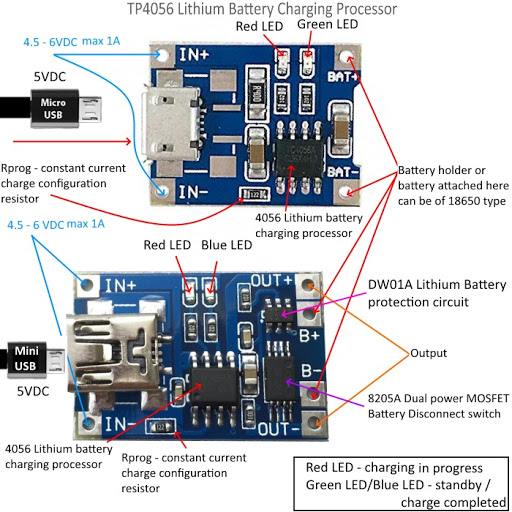 TP4056 Lithium Battery Charging Processor
Red LED
Green LED
4.5 - 6VDC max 1A
IN+
BAT+
5VDC
Micro
USB
R400
TC4056A
122
IN-
BAT-
Rprog - constant current
charge configuration
resistor
4056 Lithium battery
charging processor
Battery holder or
battery attached here
can be of 18650 type
4.5 - 6 VDC max 1A
Red LED
Blue LED
IN+
OUT+
B+
DW01A Lithium Battery
protection circuit
Output
Mini
USB
5VDC
B-
8205A Dual power MOSFET
Battery Disconnect switch
IN-
OUT-
4056 Lithium battery
charging processor
Rprog - constant current
charge configuration
resistor
Red LED - charging in progress
Green LED/Blue LED - standby /
charge completed